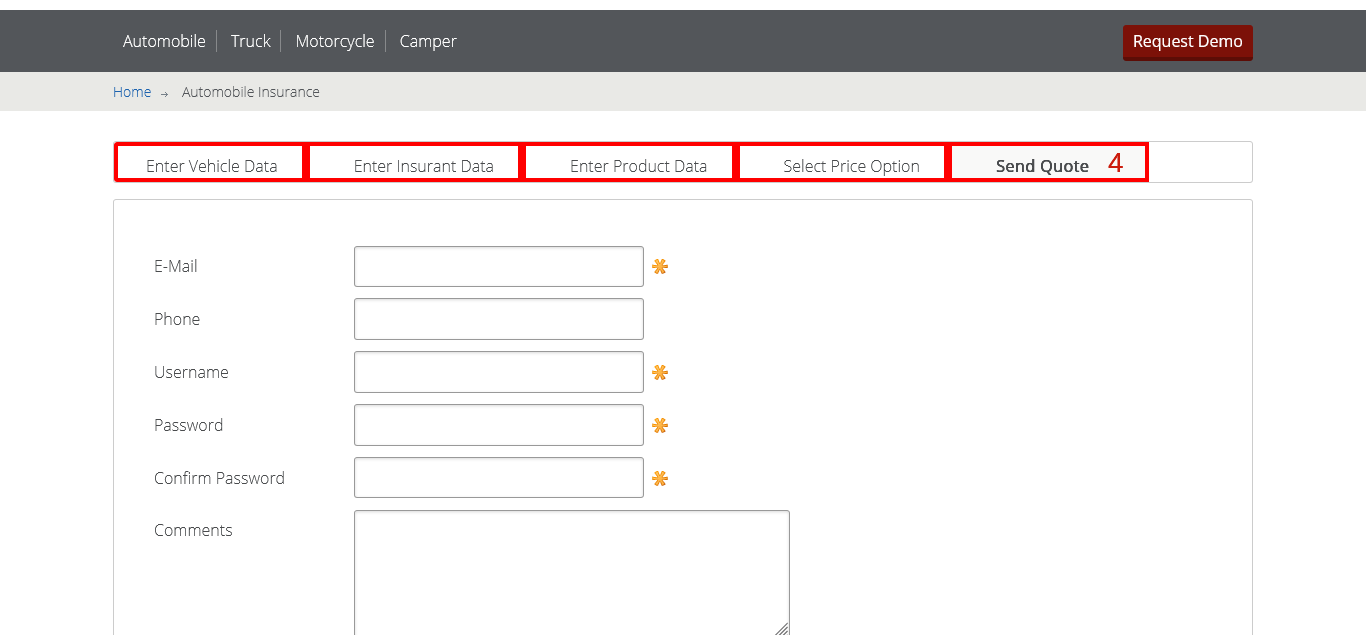 Automobile Truck Motorcycle Camper Request Demo
Home → Automobile Insurance
Enter Vehicle Data Enter Insurant Data Enter Product Data Select Price Option Send Quote 4
E-Mail
Phone
Username
Password
Confirm Password
Comments